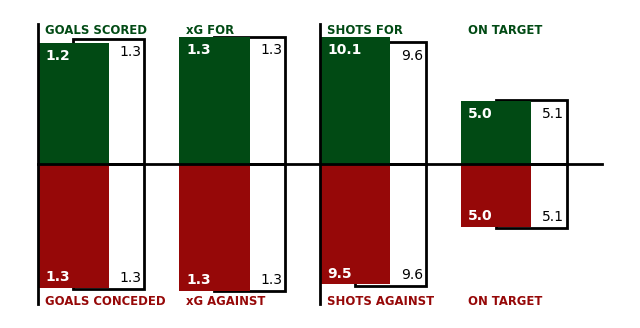 GOALS SCORED xG FOR SHOTS FOR ON TARGET
1.2 1.3 1.3 1.3 10.1 9.6 5.0 5.1
1.3 1.3 1.3 1.3 9.5 9.6 5.0 5.1
GOALS CONCEDED xG AGAINST SHOTS AGAINST ON TARGET